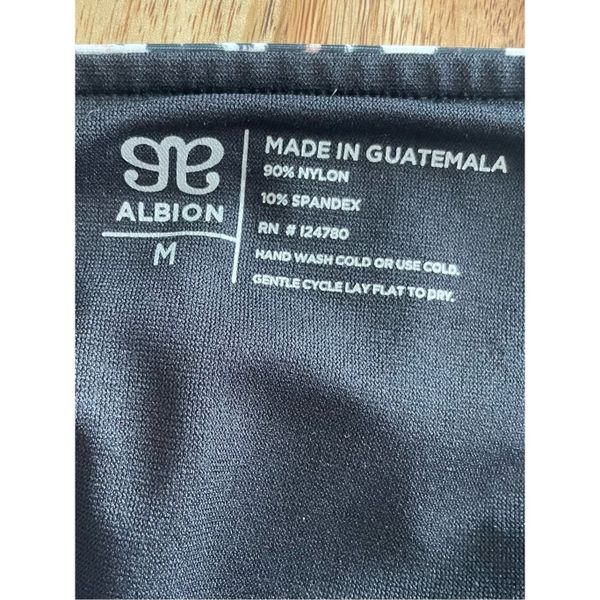 ALBION
M
MADE IN GUATEMALA
90% NYLON
10% SPANDEX
RN # 124780
HAND WASH COLD OR USE COLD.
GENTLE CYCLE LAY FLAT TO DRY.